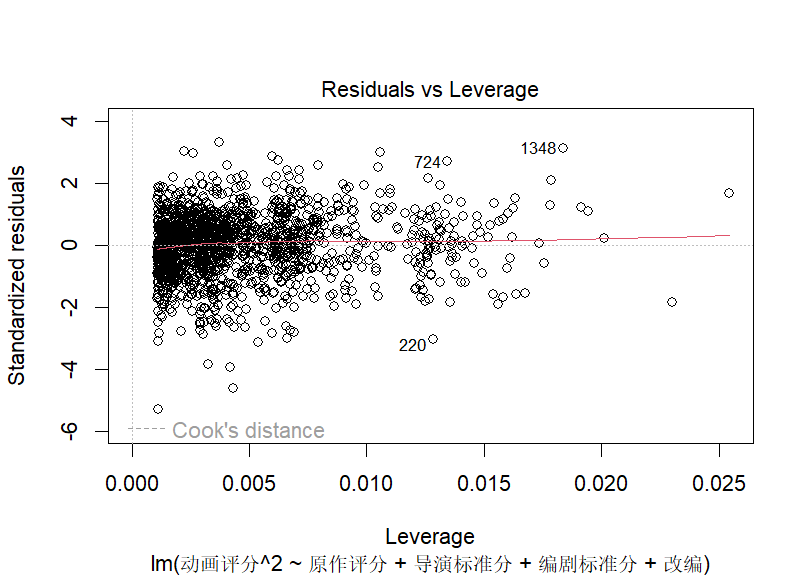 Residuals vs Leverage
Standardized residuals
4
2
0
-2
-4
-6
1348
724
220
Cook's distance
0.000 0.005 0.010 0.015 0.020 0.025
Leverage
lm(动画评分^2 ~ 原作评分 + 导演标准分 + 编剧标准分 + 改编)